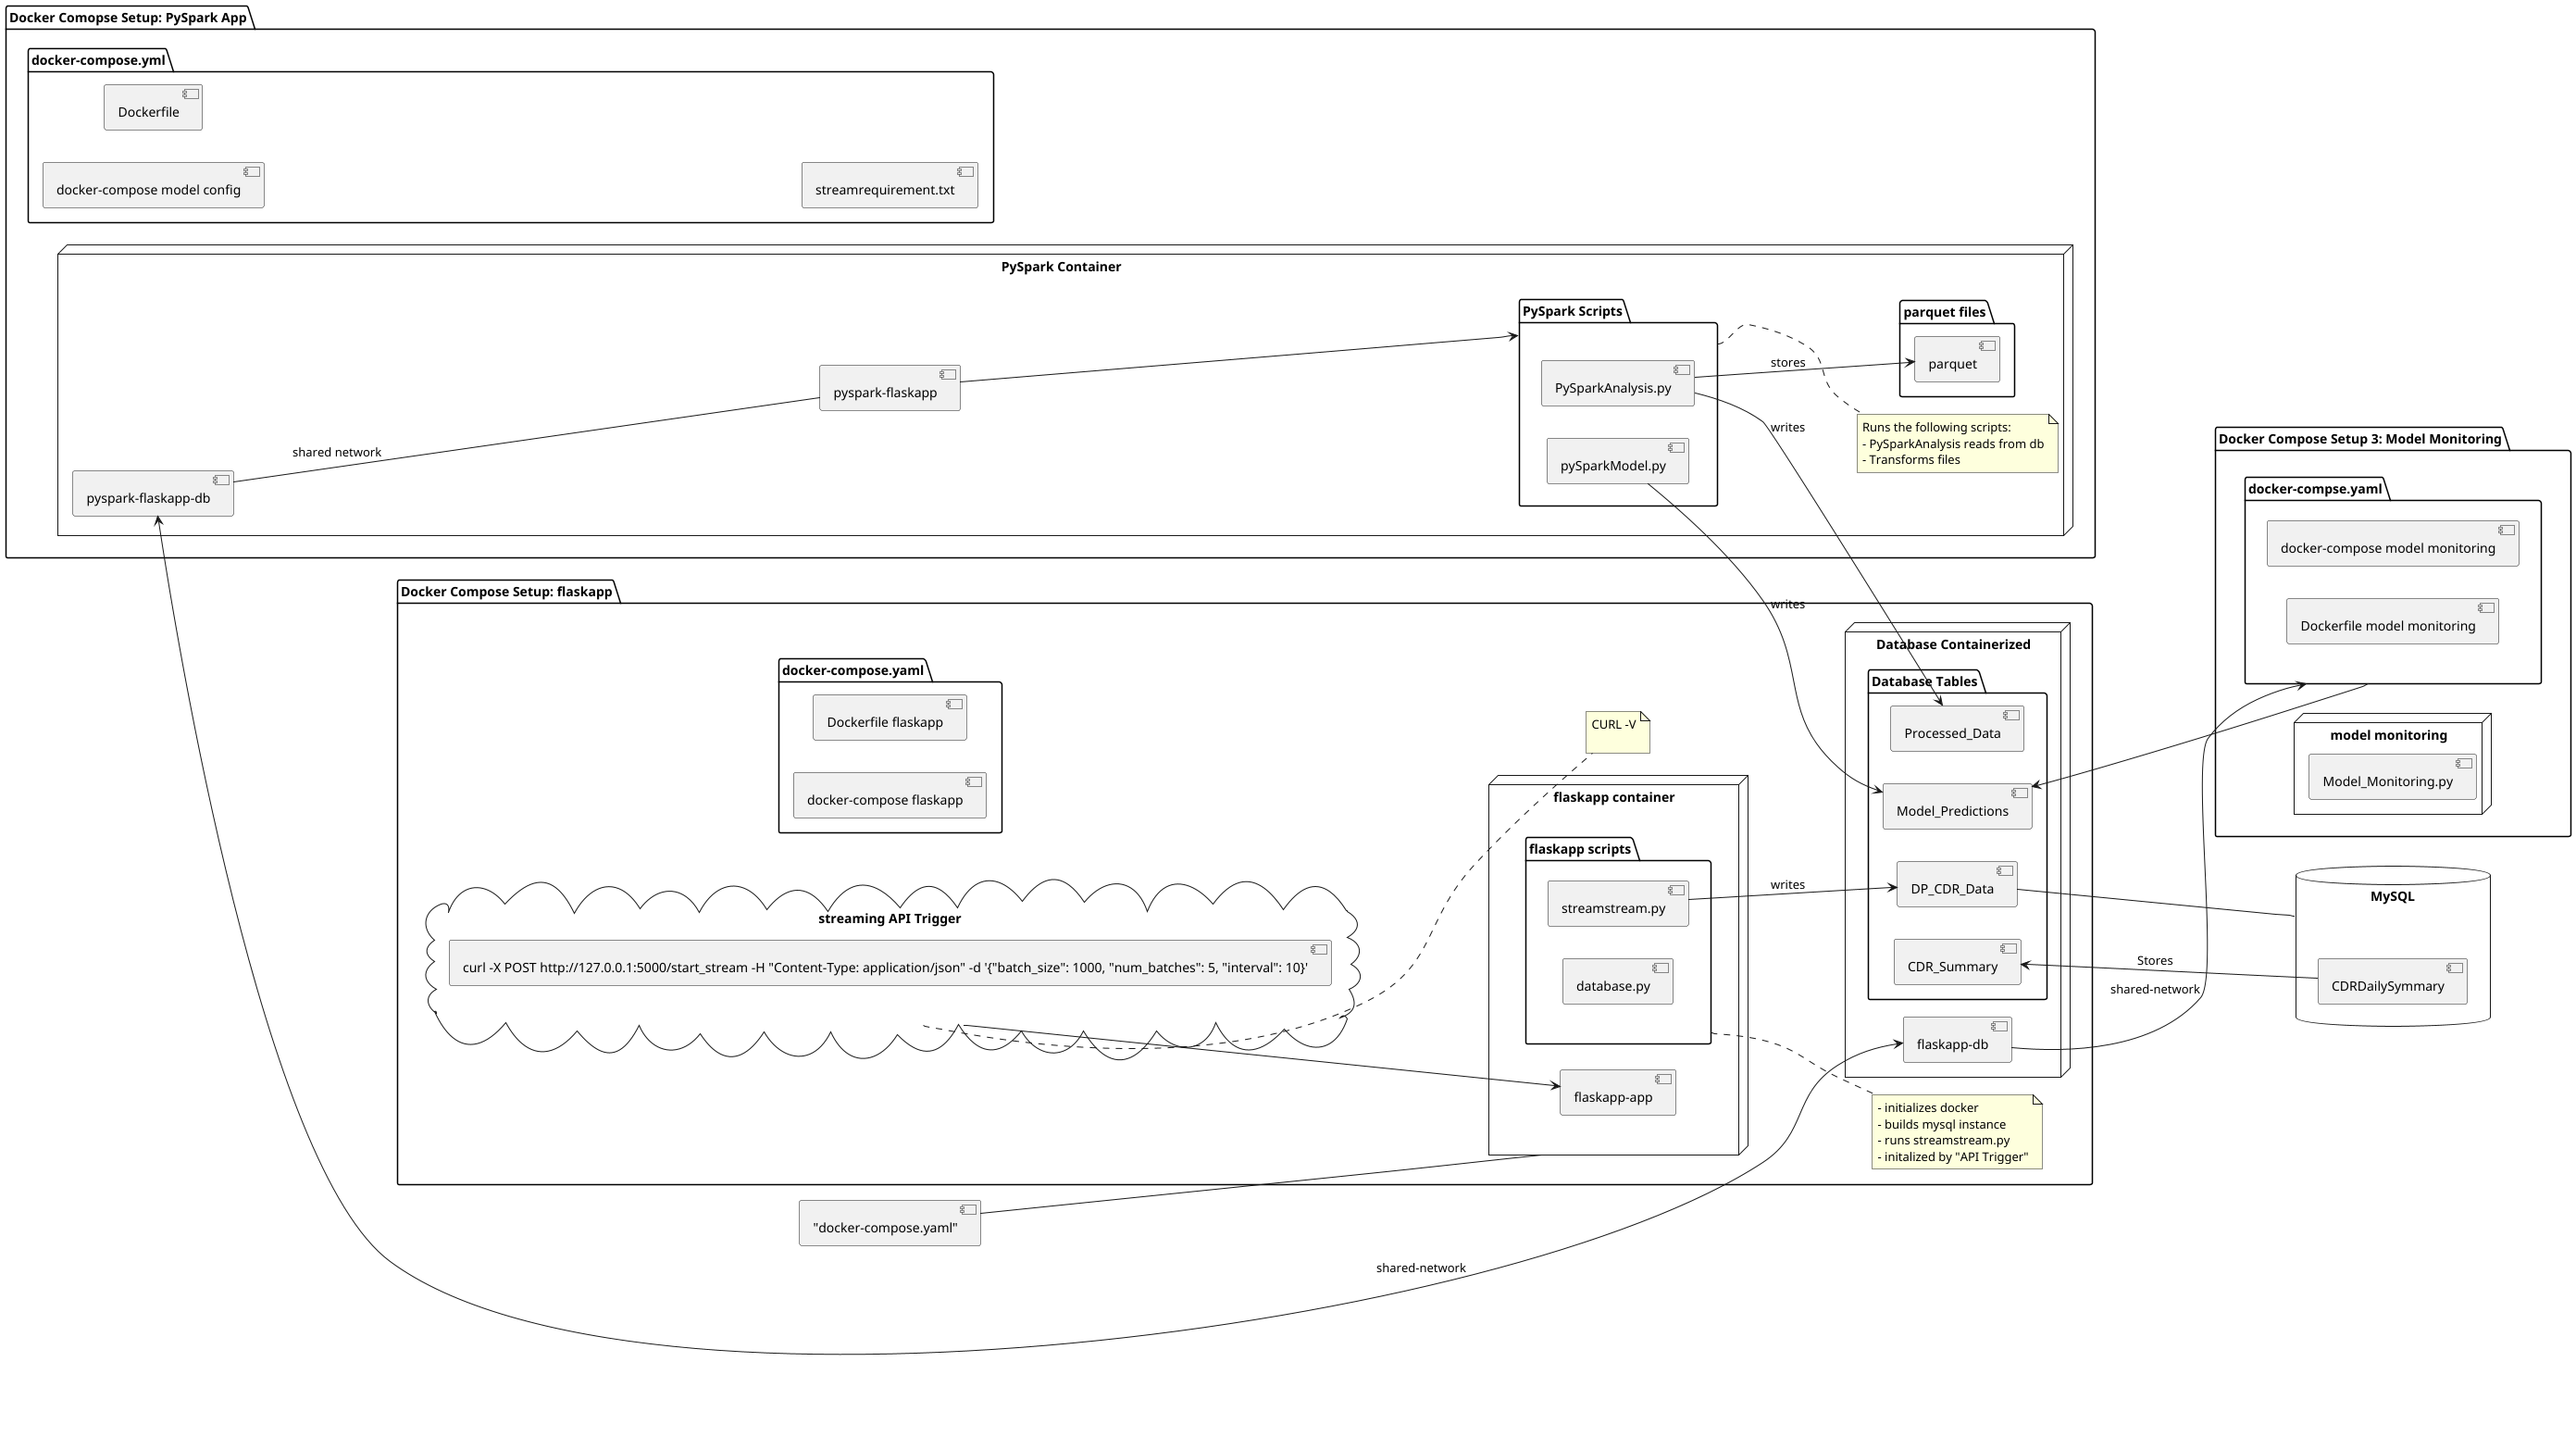 Docker Comopse Setup: PySpark App
docker-compose.yml
Dockerfile
docker-compose model config
streamrequirement.txt
PySpark Container
PySpark Scripts
parquet files
parquet
stores
PySparkAnalysis.py
pyspark-flaskapp
writes
Runs the following scripts:
- PySparkAnalysis reads from db
- Transforms files
shared network
pySparkModel.py
pyspark-flaskapp-db
Docker Compose Setup 3: Model Monitoring
docker-compse.yaml
docker-compose model monitoring
Dockerfile model monitoring
model monitoring
Model_Monitoring.py
Docker Compose Setup: flaskapp
writes
docker-compose.yaml
Dockerfile flaskapp
docker-compose flaskapp
CURL -V
Database Containerized
Database Tables
Processed_Data
Model_Predictions
DP_CDR_Data
CDR_Summary
flaskapp-db
flaskapp container
flaskapp scripts
streamstream.py
writes
database.py
flaskapp-app
streaming API Trigger
curl -X POST http://127.0.0.1:5000/start_stream -H "Content-Type: application/json" -d '{"batch_size": 1000, "num_batches": 5, "interval": 10}'
MySQL
Stores
CDRDailySymmary
shared-network
- initializes docker
- builds mysql instance
- runs streamstream.py
- initalized by "API Trigger"
"docker-compose.yaml"
shared-network